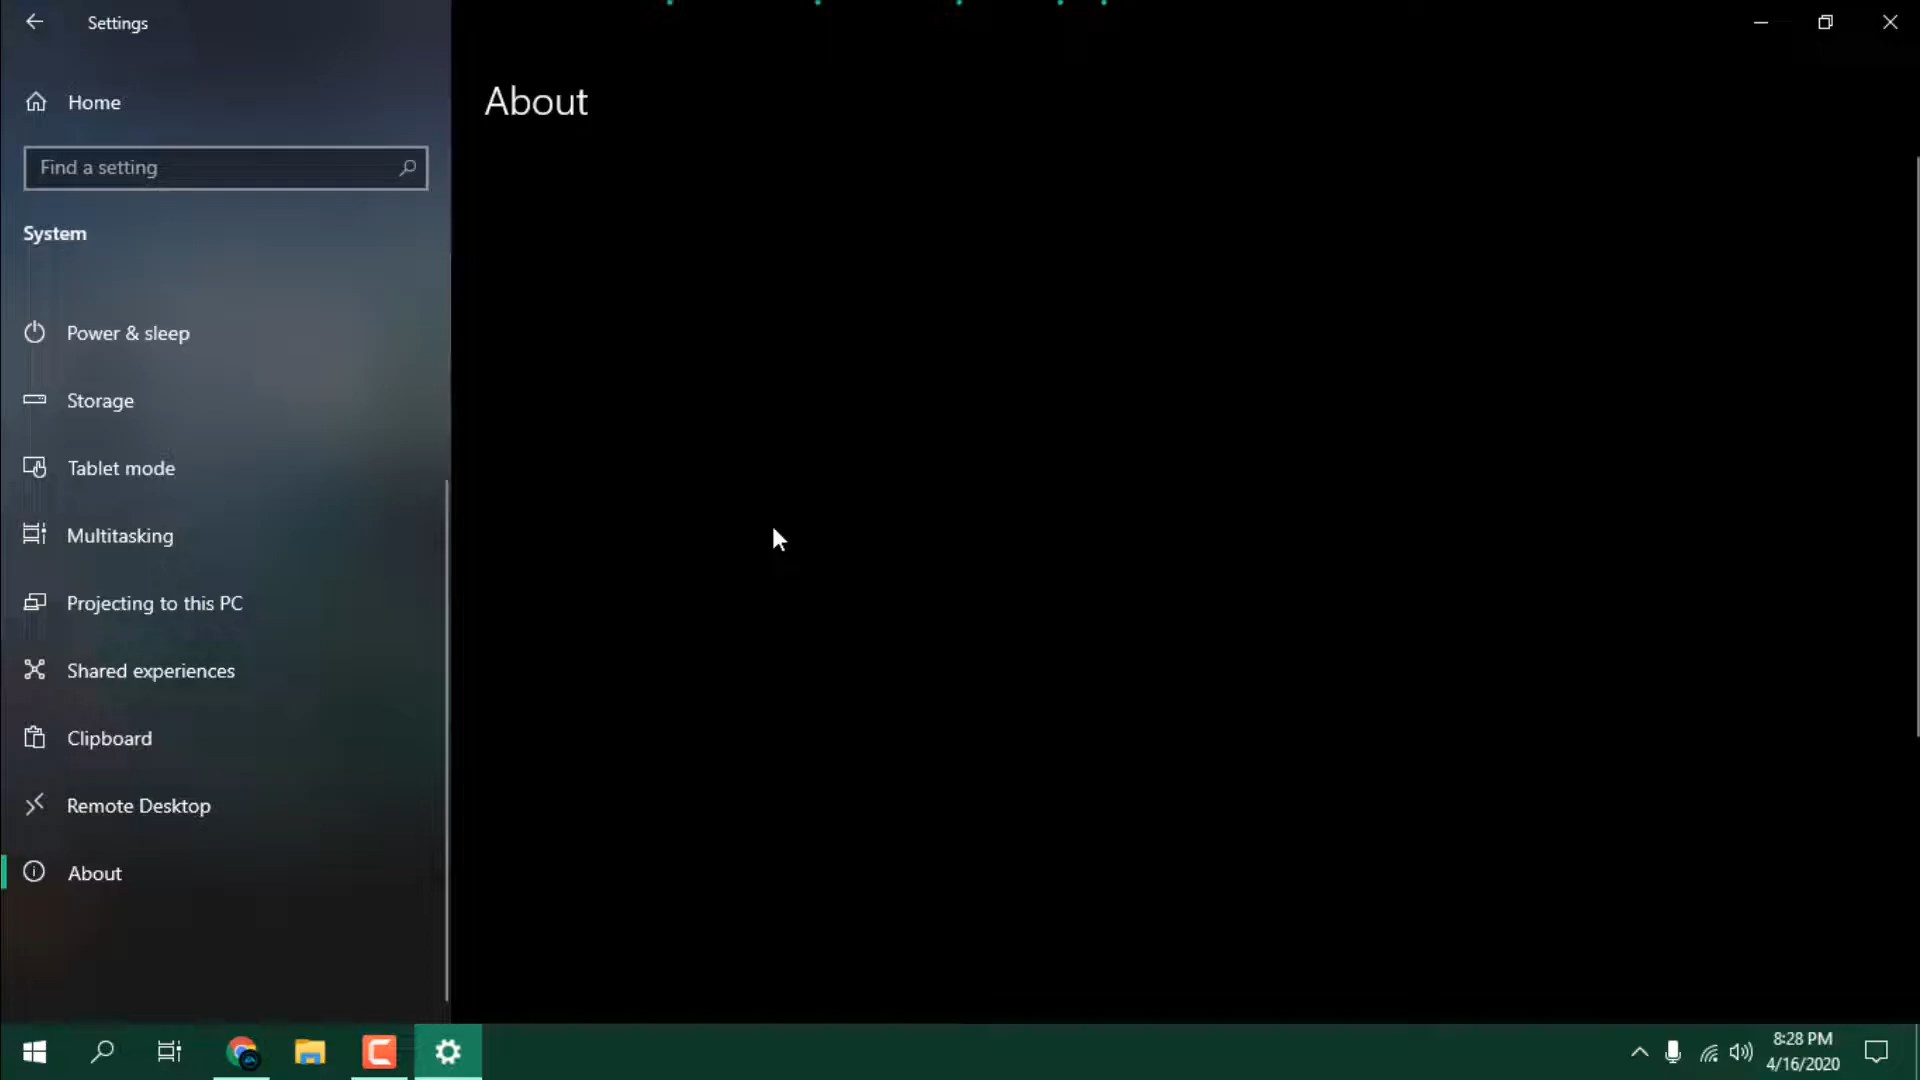 Settings
Home
Find a setting
System
Power & sleep
Storage
Tablet mode
Multitasking
Projecting to this PC
Shared experiences
Clipboard
Remote Desktop
About
About
8:28 PM
4/16/2020